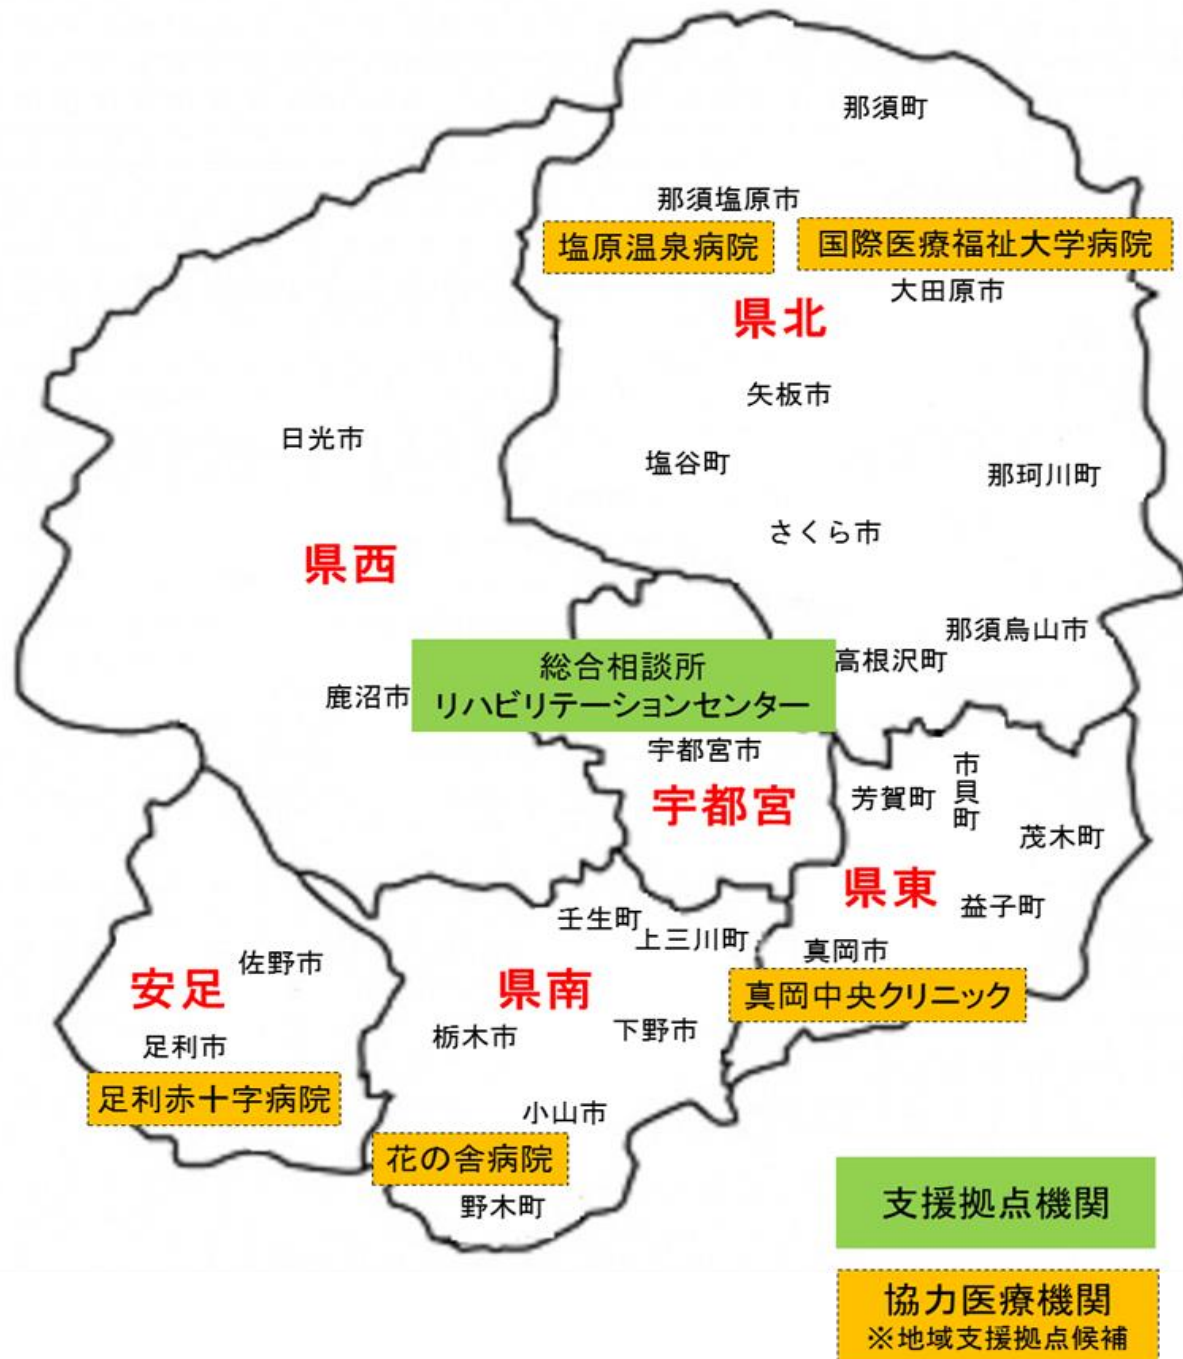 那須町
那須塩原市
塩原温泉病院
国際医療福祉大学病院
大田原市
県北
矢板市
日光市
塩谷町
那珂川町
さくら市
県西
那須烏山市
総合相談所
リハビリテーションセンター
高根沢町
鹿沼市
宇都宮市
市貝町
芳賀町
宇都宮
茂木町
県東
益子町
壬生町
上三川町
真岡市
佐野市
安足
県南
真岡中央クリニック
栃木市
下野市
足利市
足利赤十字病院
小山市
花の舎病院
野木町
支援拠点機関
協力医療機関
※地域支援拠点候補